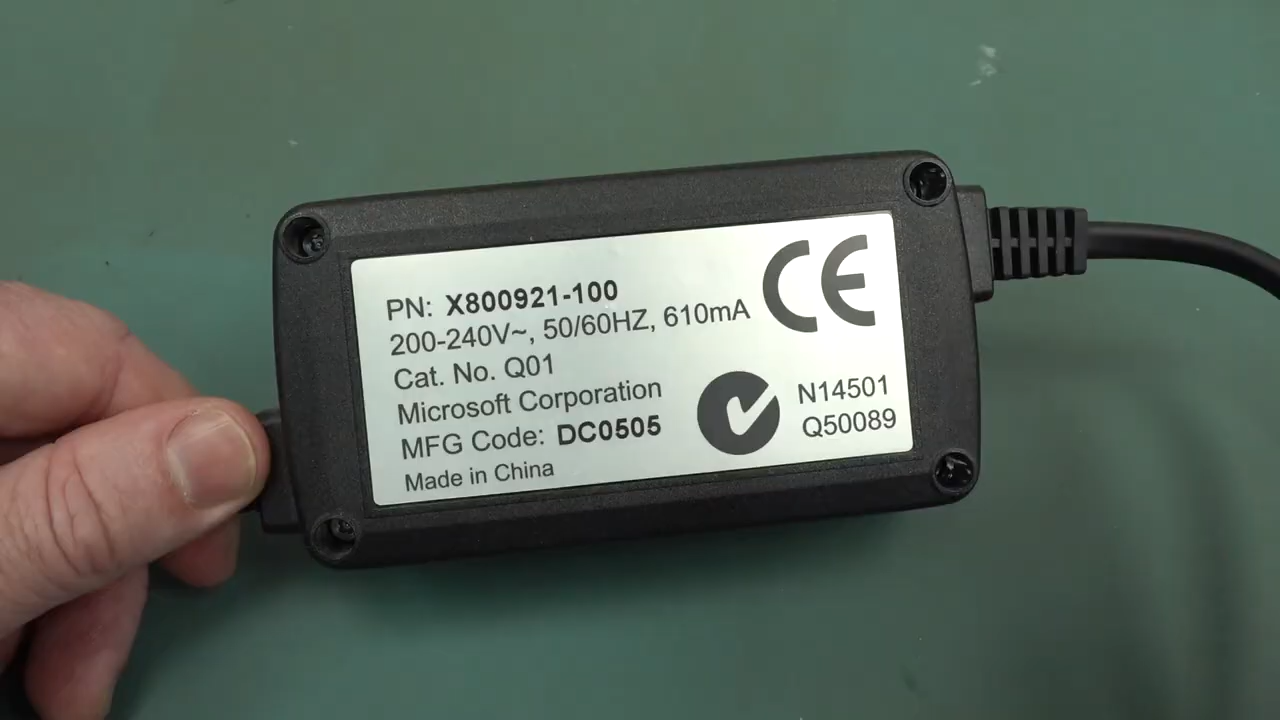 PN: X800921-100
200-240V~, 50/60HZ, 610mA
Cat. No. Q01
Microsoft Corporation
MFG Code: DC0505
Made in China
CE
N14501
Q50089